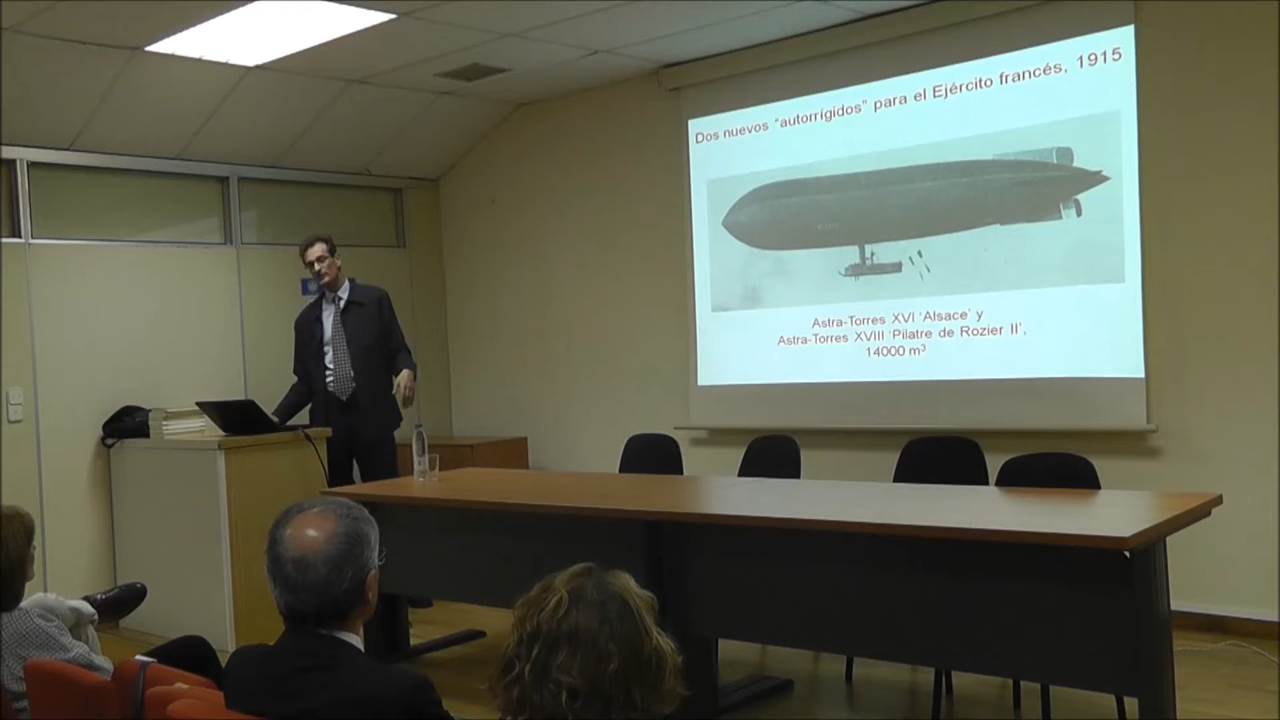 Dos nuevos "autorrígidos" para el Ejército francés, 1915
Astra-Torres XVI 'Alsace' y
Astra-Torres XVIII 'Pilatre de Rozier II',
14000 m³